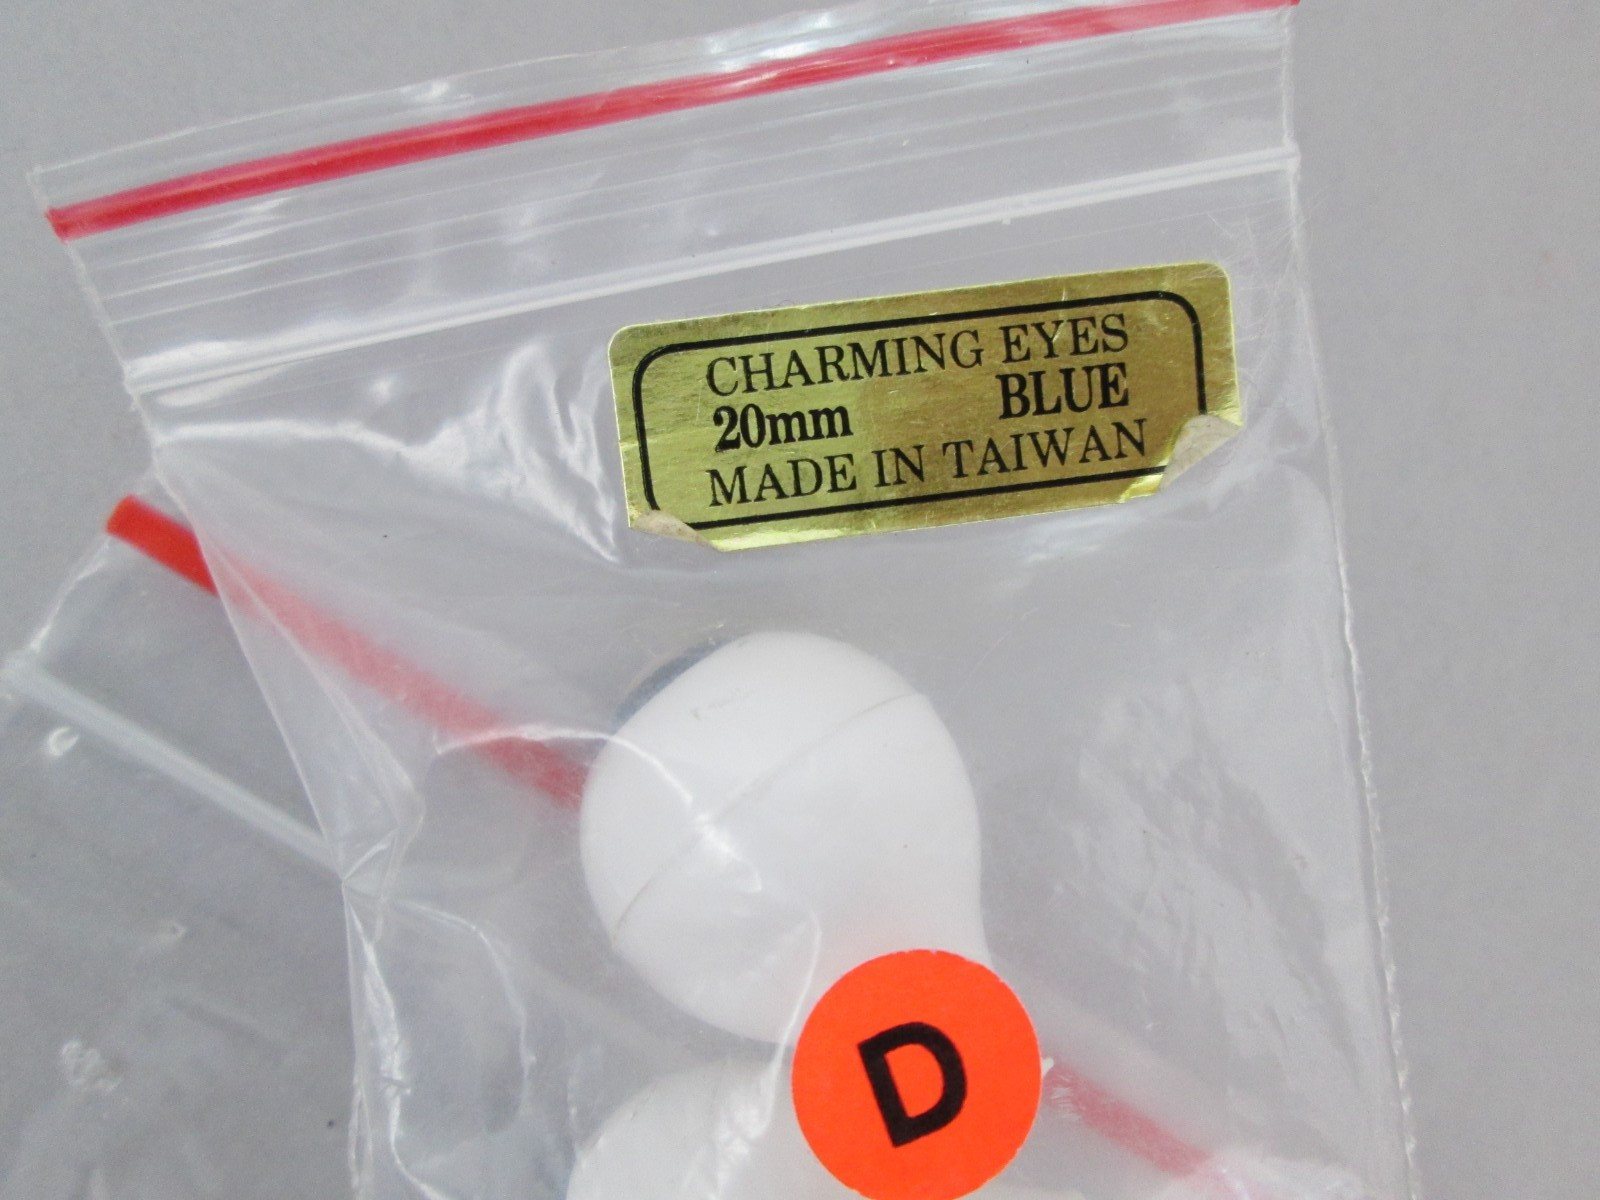 CHARMING EYES
20mm BLUE
MADE IN TAIWAN
D